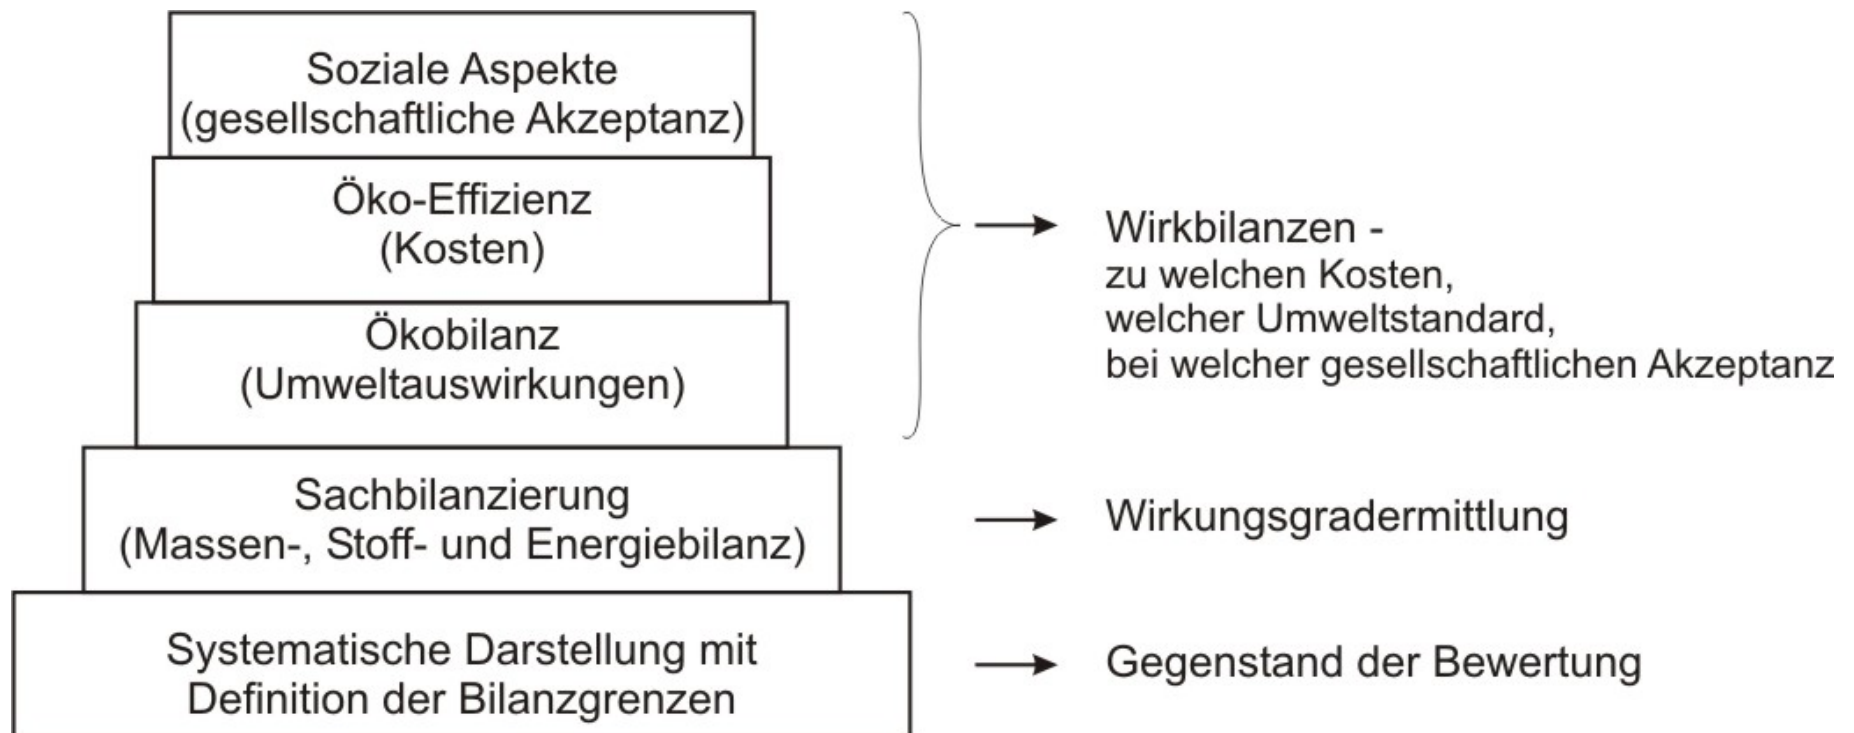 Soziale Aspekte
(gesellschaftliche Akzeptanz)
Öko-Effizienz
(Kosten)
Ökobilanz
(Umweltauswirkungen)
Wirkbilanzen -
zu welchen Kosten,
welcher Umweltstandard,
bei welcher gesellschaftlichen Akzeptanz
Sachbilanzierung
(Massen-, Stoff- und Energiebilanz)
Wirkungsgradermittlung
Systematische Darstellung mit
Definition der Bilanzgrenzen
Gegenstand der Bewertung